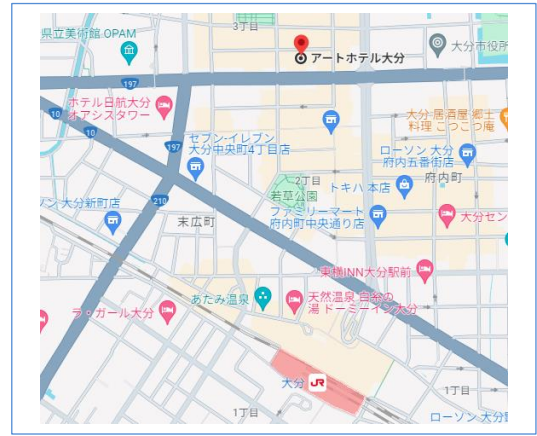 3丁目
県立美術館 OPAM
アートホテル大分
大分市役所
197
ホテル日航大分
オアシスタワー
10
10
197
セブン-イレブン
大分中央町4丁目店
大分 居酒屋 郷土
料理 こつこつ庵
ローソン 大分
府内五番街店
府内町
2丁目
若草公園
トキハ 本店
210
ノン 大分新町店
末広町
ファミリーマート
府内町中央通り店
大分セン
東横INN大分駅前
あたみ温泉
天然温泉 白糸の
湯 ドーミーイン大分
ラ・ガール大分
大分
JR
1丁目
1丁目
ローソン 大分